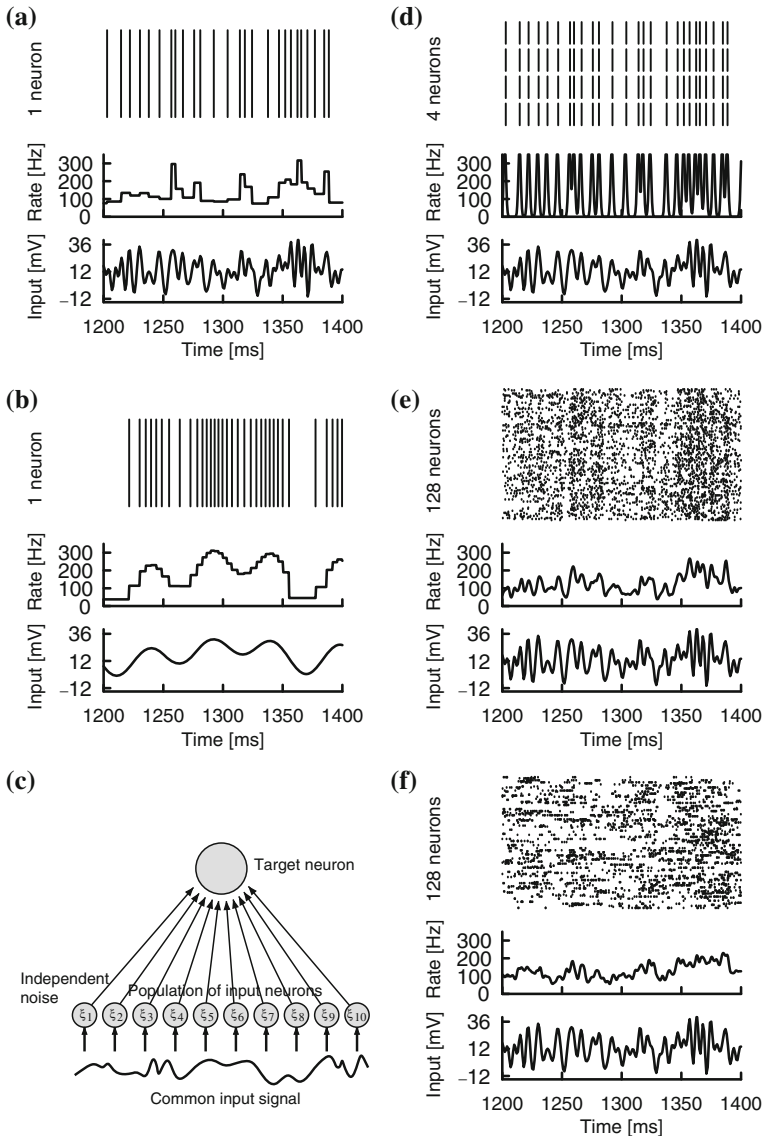 (a)
1 neuron
Rate [Hz]
300
200
100
0
Input [mV]
36
12
−12
1200 1250 1300 1350 1400
Time [ms]
(b)
1 neuron
Rate [Hz]
300
200
100
0
Input [mV]
36
12
−12
1200 1250 1300 1350 1400
Time [ms]
(c)
Target neuron
Independent
noise
Population of input neurons
ξ1 ξ2 ξ3 ξ4 ξ5 ξ6 ξ7 ξ8 ξ9 ξ10
Common input signal
(d)
4 neurons
Rate [Hz]
300
200
100
0
Input [mV]
36
12
−12
1200 1250 1300 1350 1400
Time [ms]
(e)
128 neurons
Rate [Hz]
300
200
100
0
Input [mV]
36
12
−12
1200 1250 1300 1350 1400
Time [ms]
(f)
128 neurons
Rate [Hz]
300
200
100
0
Input [mV]
36
12
−12
1200 1250 1300 1350 1400
Time [ms]